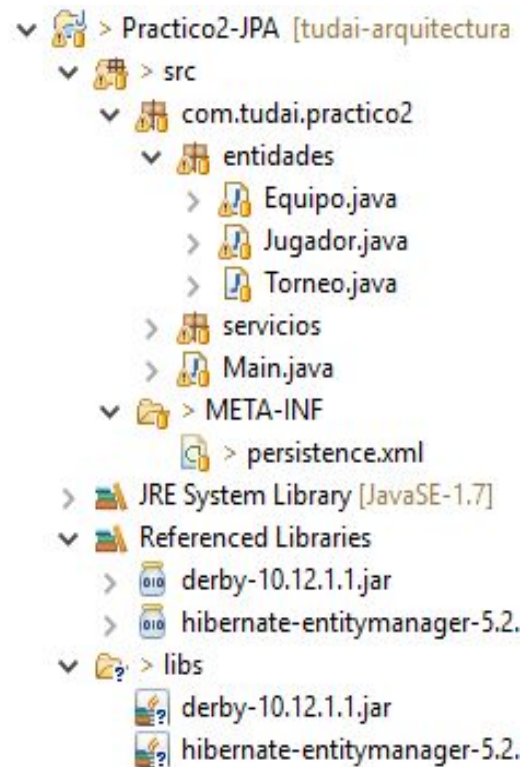 > Practico2-JPA [tudai-arquitectura
> src
com.tudai.practico2
entidades
Equipo.java
Jugador.java
Torneo.java
servicios
Main.java
> META-INF
> persistence.xml
JRE System Library [JavaSE-1.7]
Referenced Libraries
derby-10.12.1.1.jar
hibernate-entitymanager-5.2.
> libs
derby-10.12.1.1.jar
hibernate-entitymanager-5.2.